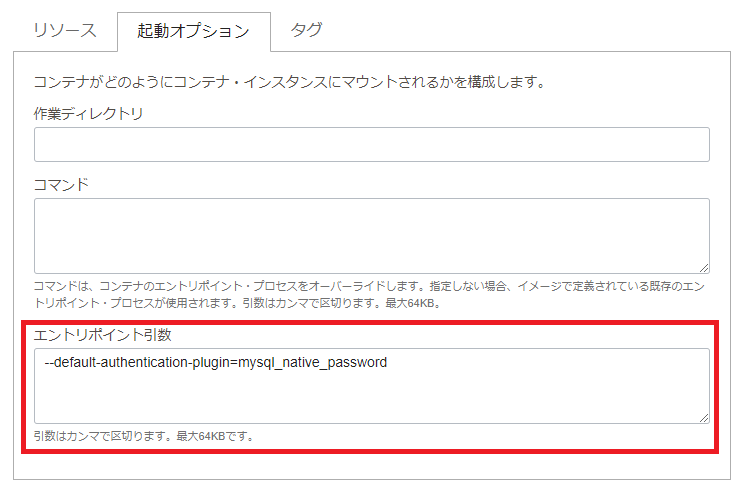 リソース 起動オプション タグ
コンテナがどのようにコンテナ・インスタンスにマウントされるかを構成します。
作業ディレクトリ
コマンド
コマンドは、コンテナのエントリポイント・プロセスをオーバーライドします。指定しない場合、イメージで定義されている既存のエン
トリポイント・プロセスが使用されます。引数はカンマで区切ります。最大64KB。
エントリポイント引数
--default-authentication-plugin=mysql_native_password
引数はカンマで区切ります。最大64KBです。